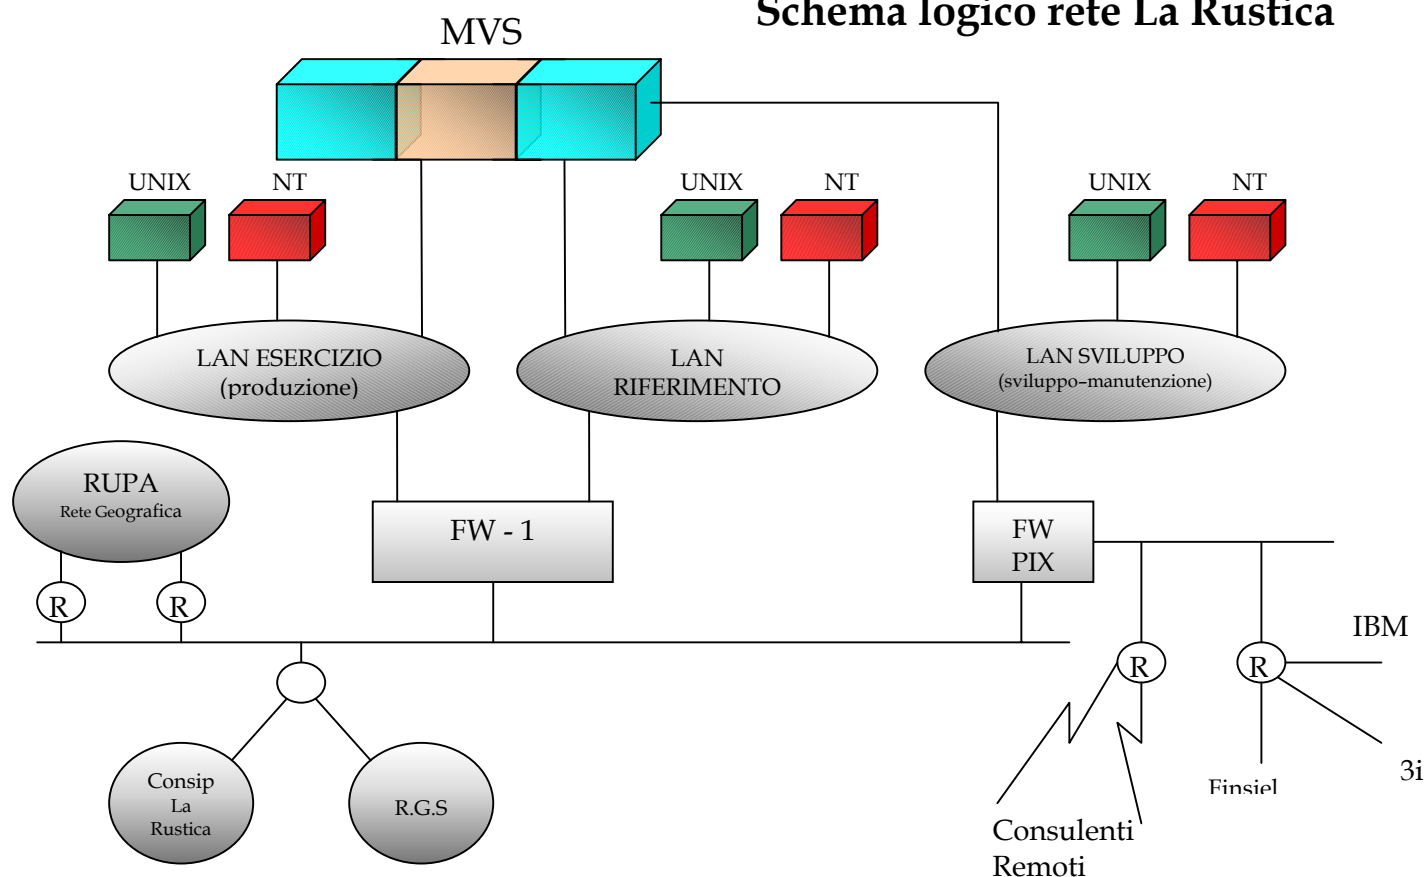 Schema logico rete La Rustica
MVS
UNIX
NT
UNIX
NT
UNIX
NT
LAN ESERCIZIO
(produzione)
LAN
RIFERIMENTO
LAN SVILUPPO
(sviluppo-manutenzione)
RUPA
Rete Geografica
FW - 1
FW
PIX
R
R
IBM
R
R
3i
Finsiel
Consip
La
Rustica
R.G.S
Consulenti
Remoti